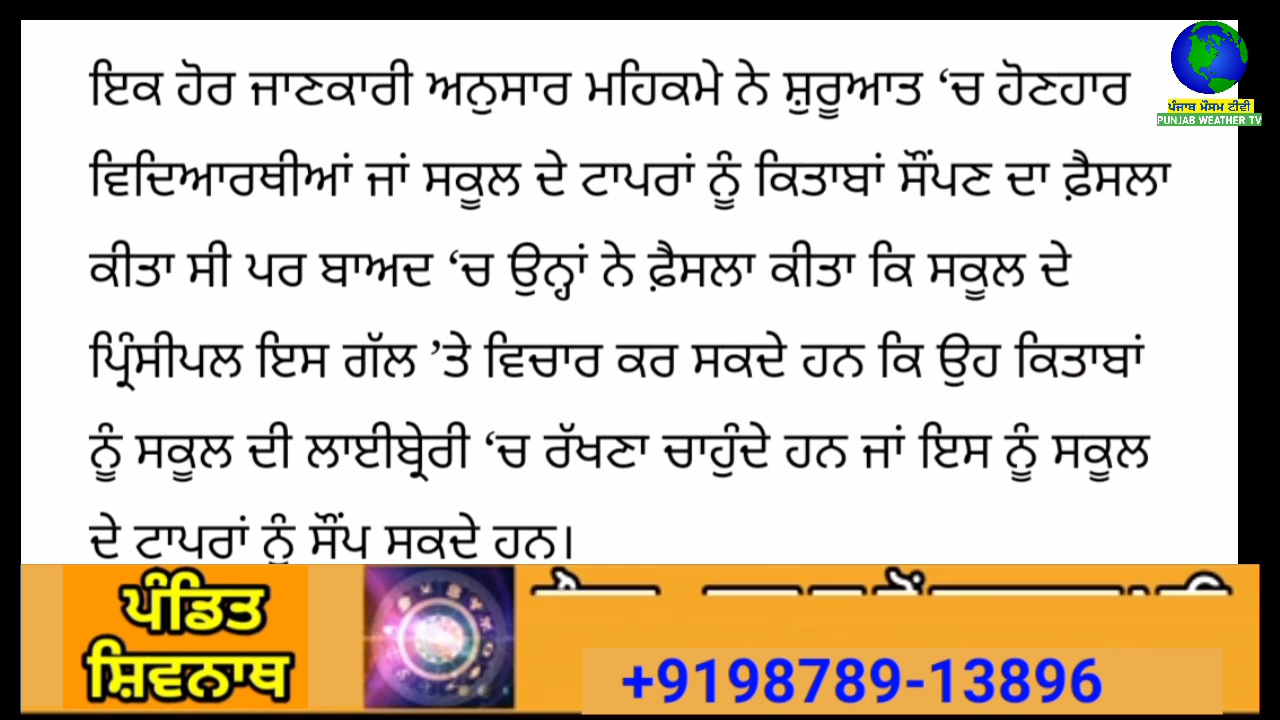 ਇਕ ਹੋਰ ਜਾਣਕਾਰੀ ਅਨੁਸਾਰ ਮਹਿਕਮੇ ਨੇ ਸ਼ੁਰੂਆਤ ‘ਚ ਹੋਣਹਾਰ
ਵਿਦਿਆਰਥੀਆਂ ਜਾਂ ਸਕੂਲ ਦੇ ਟਾਪਰਾਂ ਨੂੰ ਕਿਤਾਬਾਂ ਸੌਂਪਣ ਦਾ ਫ਼ੈਸਲਾ
ਕੀਤਾ ਸੀ ਪਰ ਬਾਅਦ ‘ਚ ਉਨ੍ਹਾਂ ਨੇ ਫ਼ੈਸਲਾ ਕੀਤਾ ਕਿ ਸਕੂਲ ਦੇ
ਪ੍ਰਿੰਸੀਪਲ ਇਸ ਗੱਲ ’ਤੇ ਵਿਚਾਰ ਕਰ ਸਕਦੇ ਹਨ ਕਿ ਉਹ ਕਿਤਾਬਾਂ
ਨੂੰ ਸਕੂਲ ਦੀ ਲਾਈਬ੍ਰੇਰੀ ‘ਚ ਰੱਖਣਾ ਚਾਹੁੰਦੇ ਹਨ ਜਾਂ ਇਸ ਨੂੰ ਸਕੂਲ
ਦੇ ਟਾਪਰਾਂ ਨੂੰ ਸੌਂਪ ਸਕਦੇ ਹਨ।
ਪੰਜਾਬ ਮੌਸਮ ਟੀਵੀ
PUNJAB WEATHER TV
ਪੰਡਿਤ
ਸ਼ਿਵਨਾਥ
+9198789-13896